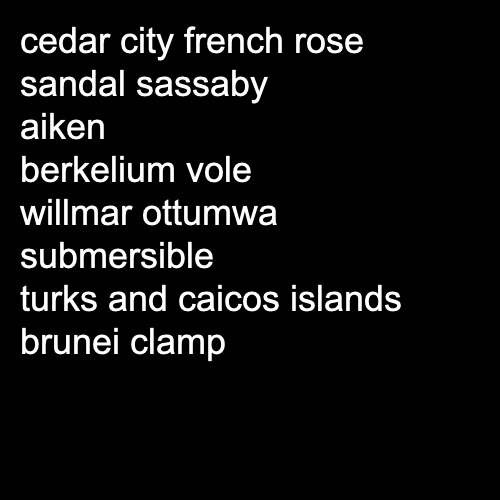 cedar city french rose
sandal sassaby
aiken
berkelium vole
willmar ottumwa
submersible
turks and caicos islands
brunei clamp